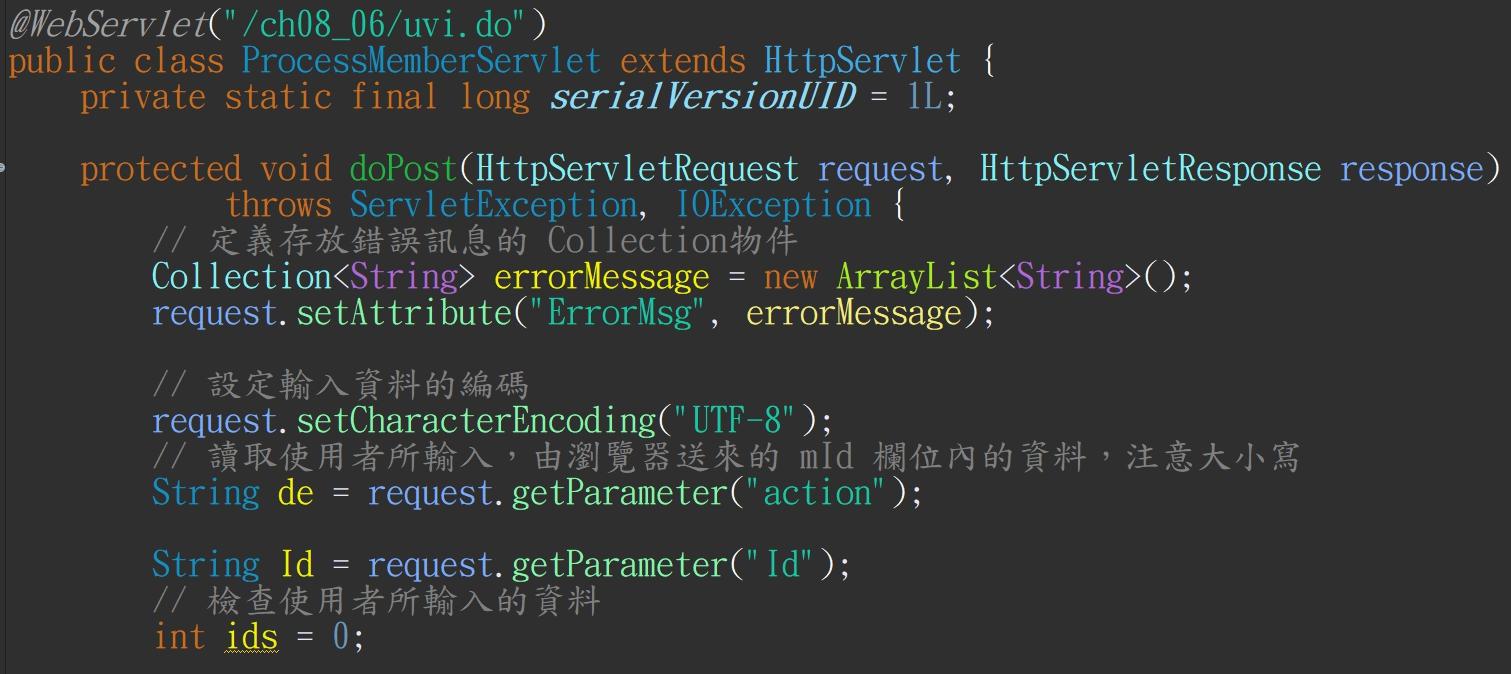 @WebServlet("/ch08_06/uvi.do")
public class ProcessMemberServlet extends HttpServlet {
private static final long serialVersionUID = 1L;
protected void doPost(HttpServletRequest request, HttpServletResponse response)
throws ServletException, IOException {
// 定義存放錯誤訊息的 Collection物件
Collection<String> errorMessage = new ArrayList<String>();
request.setAttribute("ErrorMsg", errorMessage);
// 設定輸入資料的編碼
request.setCharacterEncoding("UTF-8");
// 讀取使用者所輸入，由瀏覽器送來的 mId 欄位內的資料，注意大小寫
String de = request.getParameter("action");
String Id = request.getParameter("Id");
// 檢查使用者所輸入的資料
int ids = 0;